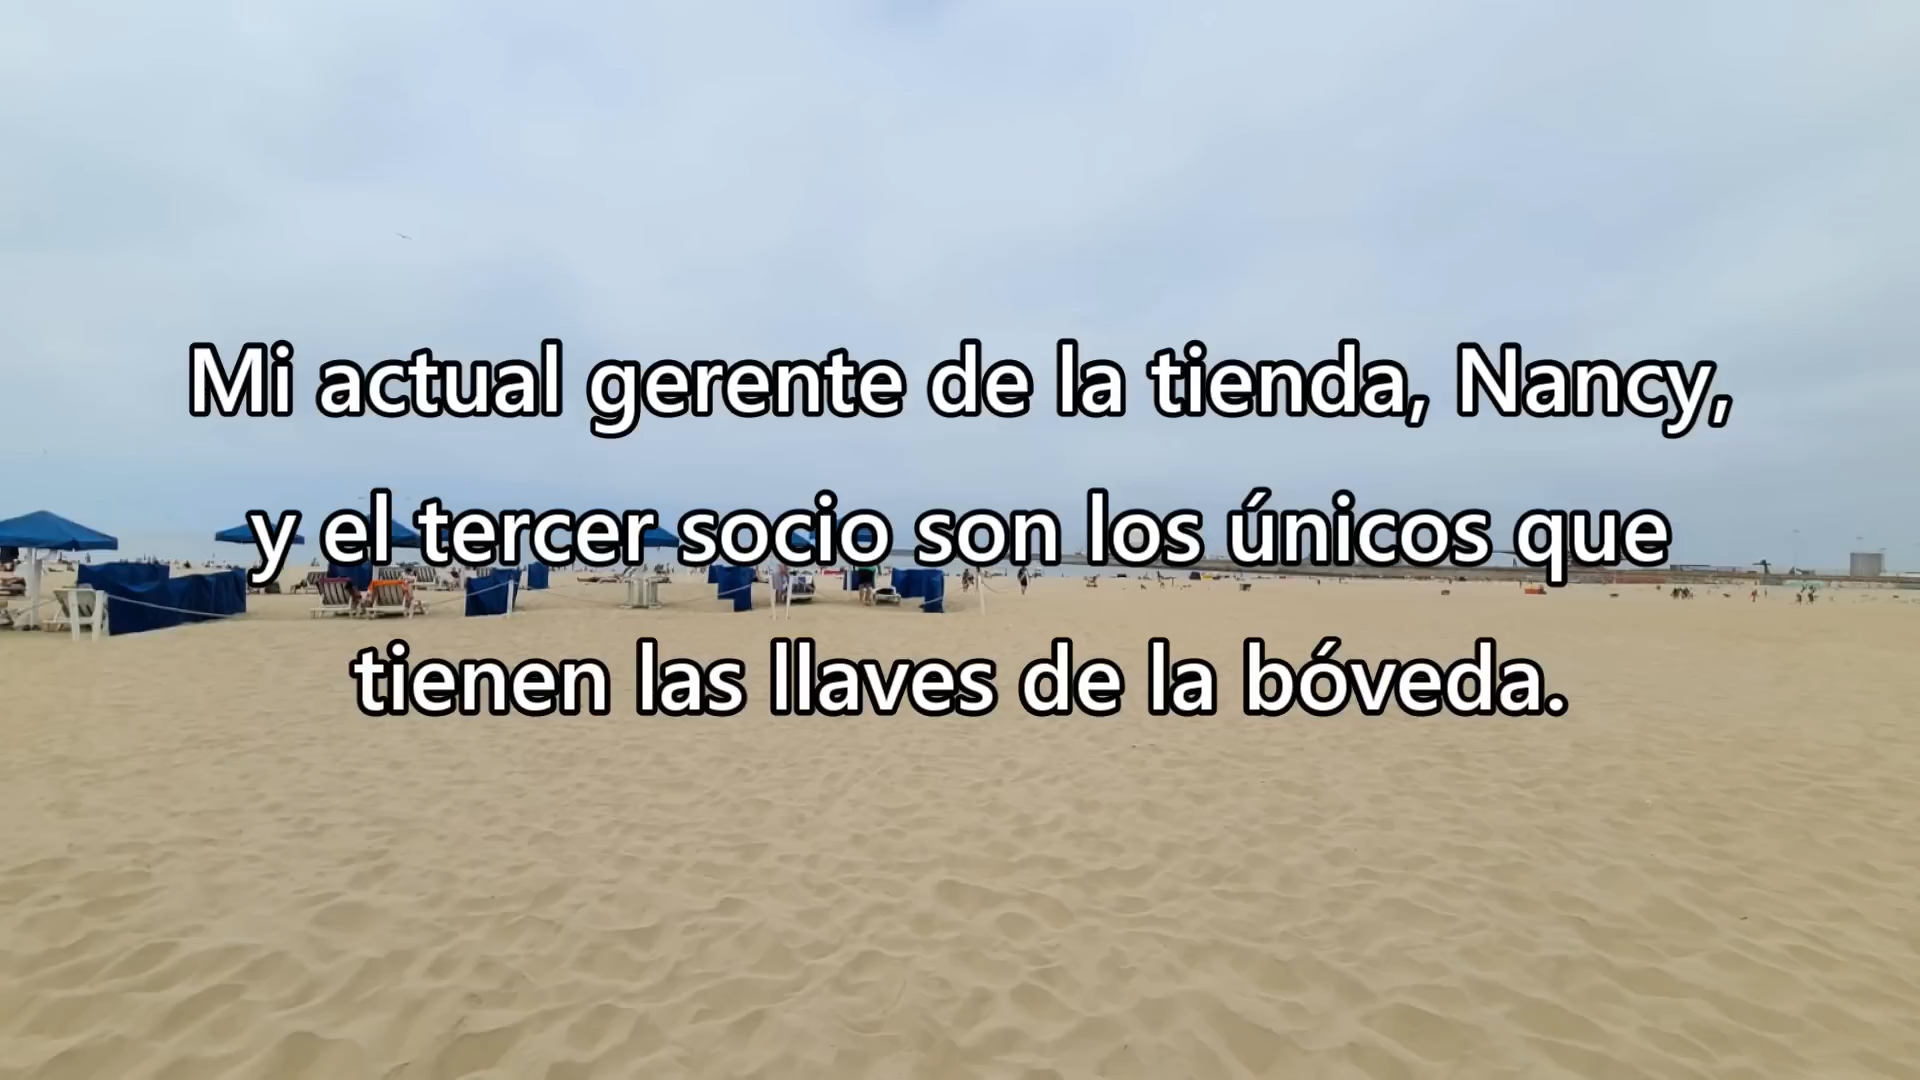 Mi actual gerente de la tienda, Nancy,
y el tercer socio son los únicos que
tienen las llaves de la bóveda.